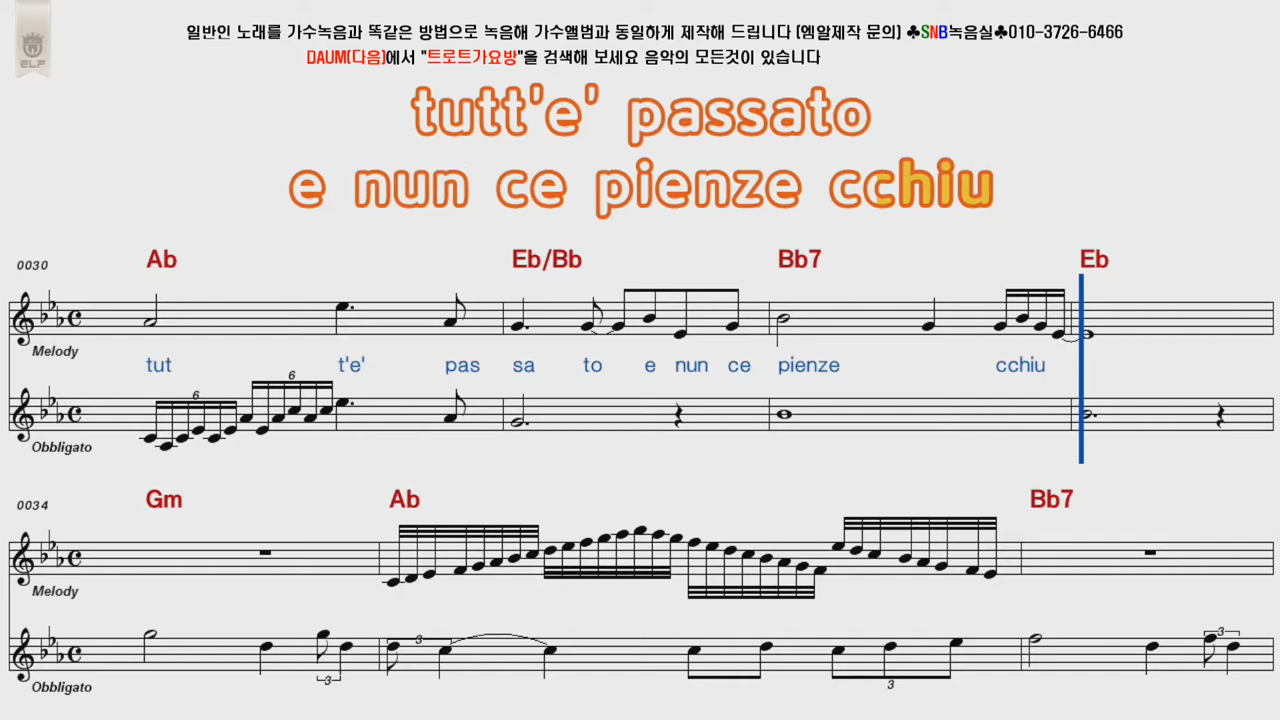 일반인 노래를 가수녹음과 똑같은 방법으로 녹음해 가수앨범과 동일하게 제작해 드립니다 (엠알제작 문의) ♣SNB녹음실♣010-3726-6466
DAUM(다음)에서 "트로트가요방"을 검색해 보세요 음악의 모든것이 있습니다
ELF
tutt'e' passato
e nun ce pienze cchiu
0030 Ab Eb/Bb Bb7 Eb
Melody
tut t'e' pas sa to e nun ce pienze cchiu
6 6
Obbligato
0034 Gm Ab Bb7
Melody
3 3 3 3
Obbligato